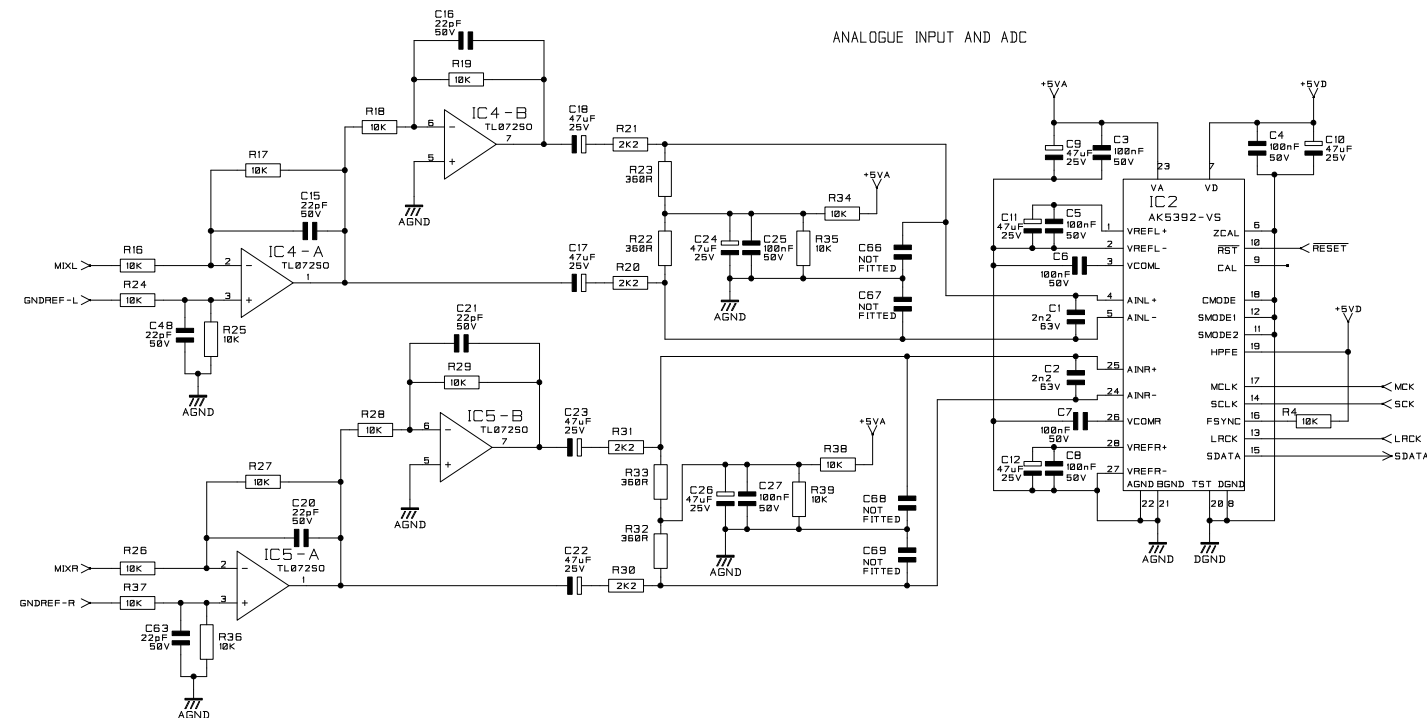 ANALOGUE INPUT AND ADC
C16
22pF
50V
R19
10K
R18
10K
IC4-B
TL072SO
6
5
7
AGND
C18
47uF
25V
R21
2K2
R17
10K
C15
22pF
50V
IC4-A
TL072SO
MIXL
R16
10K
2
GNDREF-L
R24
10K
3
1
C48
22pF
50V
R25
10K
AGND
C17
47uF
25V
R20
2K2
R23
360R
R22
360R
+5VA
R34
10K
C24
47uF
25V
C25
100nF
50V
R35
10K
AGND
C66
NOT
FITTED
C67
NOT
FITTED
C21
22pF
50V
R29
10K
R28
10K
IC5-B
TL072SO
6
5
7
AGND
C23
47uF
25V
R31
2K2
R27
10K
C20
22pF
50V
IC5-A
TL072SO
MIXR
R26
10K
2
GNDREF-R
R37
10K
3
1
C63
22pF
50V
R36
10K
AGND
C22
47uF
25V
R30
2K2
R33
360R
R32
360R
+5VA
R38
10K
C26
47uF
25V
C27
100nF
50V
R39
10K
AGND
C68
NOT
FITTED
C69
NOT
FITTED
+5VA
C9
47uF
25V
C3
100nF
50V
23
+5VD
7
C4
100nF
50V
C10
47uF
25V
VA
VD
IC2
AK5392-VS
C11
47uF
25V
C5
100nF
50V
C6
100nF
50V
1 VREFL+
2 VREFL-
3 VCOML
4 AINL+
5 AINL-
C1
2n2
63V
C2
2n2
63V
25 AINR+
24 AINR-
26 VCOMR
28 VREFR+
27 VREFR-
C7
100nF
50V
C12
47uF
25V
C8
100nF
50V
ZCAL 6
RST 10
RESET
CAL 9
CMODE 18
SMODE1 12
SMODE2 11
HPFE 19
+5VD
MCLK 17
MCK
SCLK 14
SCK
FSYNC 16
R4
10K
LRCK 13
LRCK
SDATA 15
SDATA
AGND BGND TST DGND
22 21 20 8
AGND
DGND